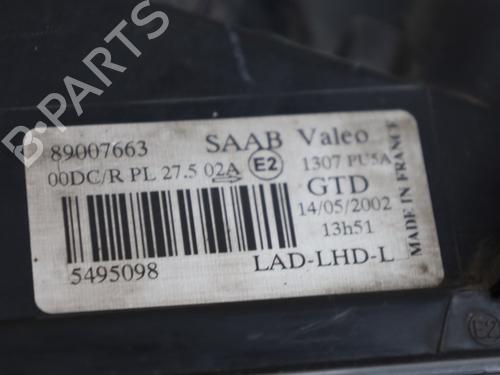 B-PARTS
89007663 SAAB Valeo
00DC/R PL 27.5 02A E2 1307 PU5A
GTD
14/05/2002
13h51
5495098 LAD-LHD-L
MADE IN FRANCE
E2